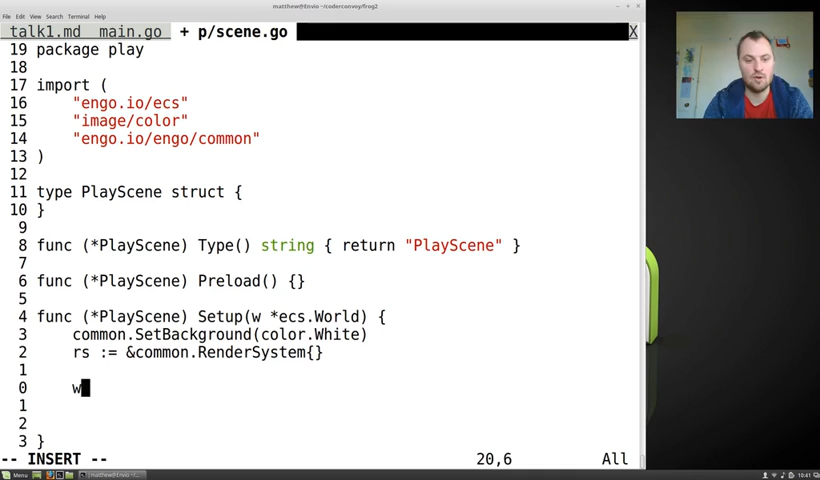 matthew@Envio ~/coderconvey/frog2
File Edit View Search Terminal Help
talk1.md main.go + p/scene.go X
19 package play
18
17 import (
16 "engo.io/ecs"
15 "image/color"
14 "engo.io/engo/common"
13 )
12
11 type PlayScene struct {
10 }
9
8 func (*PlayScene) Type() string { return "PlayScene" }
7
6 func (*PlayScene) Preload() {}
5
4 func (*PlayScene) Setup(w *ecs.World) {
3 common.SetBackground(color.White)
2 rs := &common.RenderSystem{}
1
0 w
1
2
3 }
-- INSERT -- 20,6 All
Menu matthew@Envio ~/co... 10:41